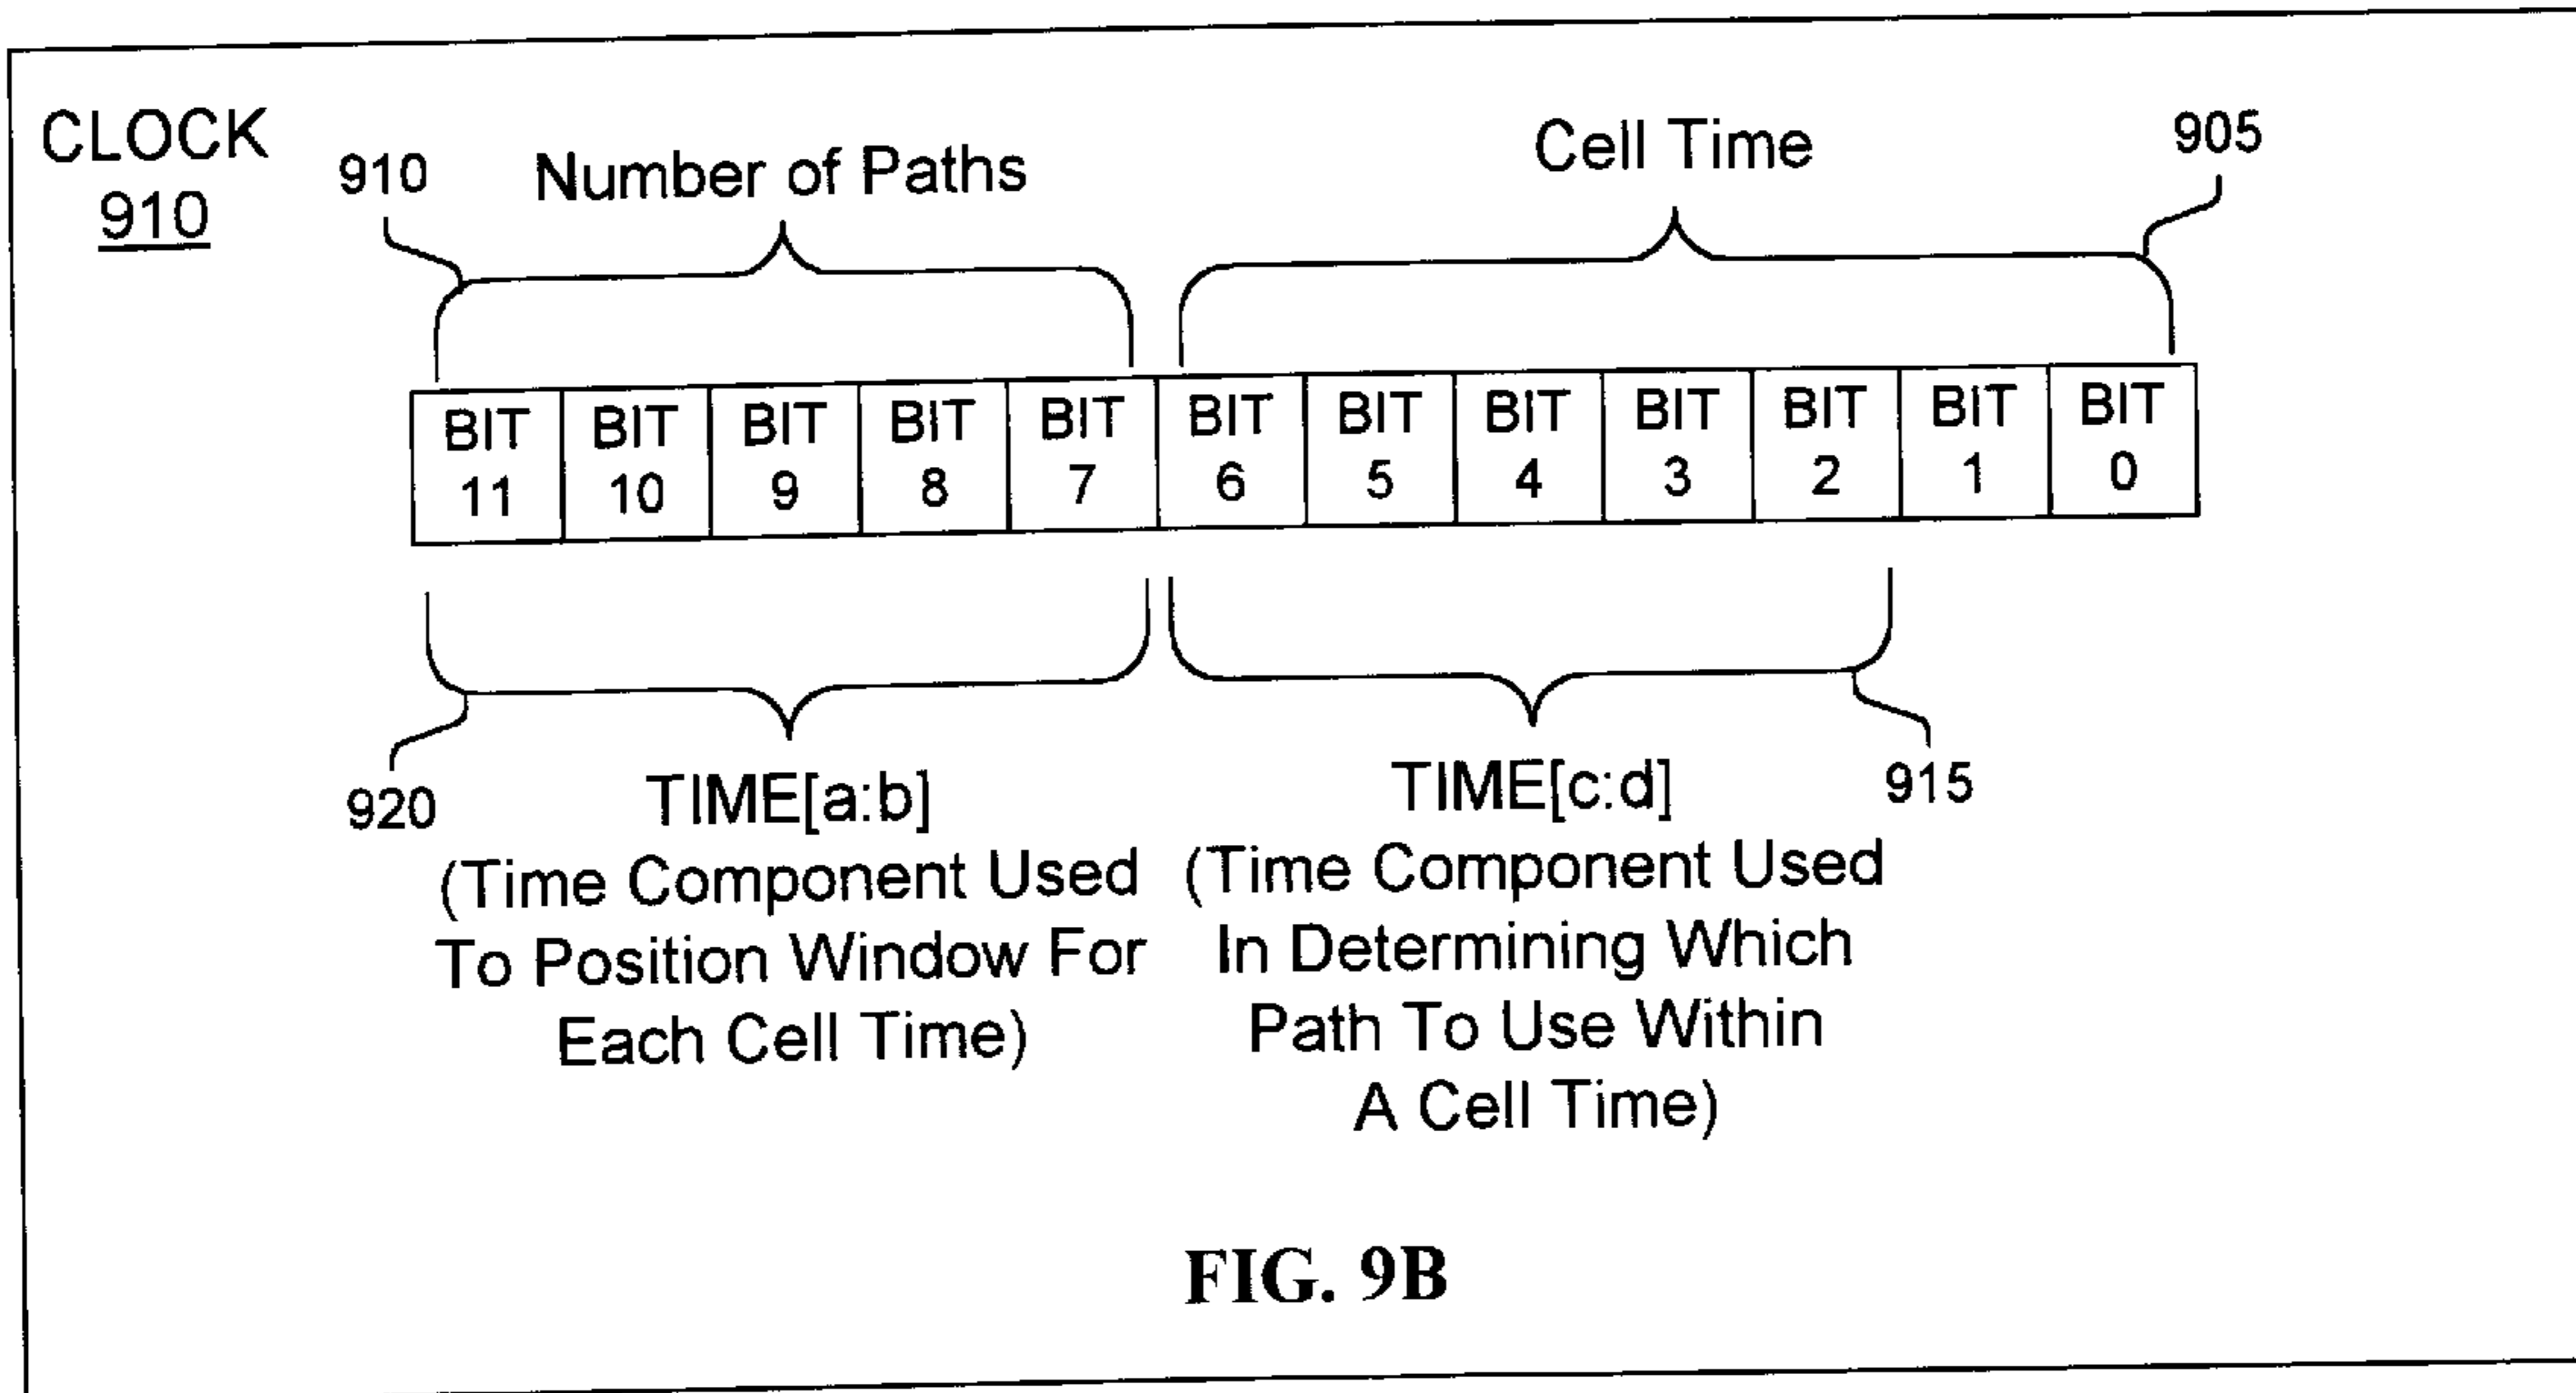 CLOCK
910
910
Number of Paths
Cell Time
905
BIT 11
BIT 10
BIT 9
BIT 8
BIT 7
BIT 6
BIT 5
BIT 4
BIT 3
BIT 2
BIT 1
BIT 0
920
TIME[a:b]
(Time Component Used
To Position Window For
Each Cell Time)
TIME[c:d]
(Time Component Used
In Determining Which
Path To Use Within
A Cell Time)
915
FIG. 9B